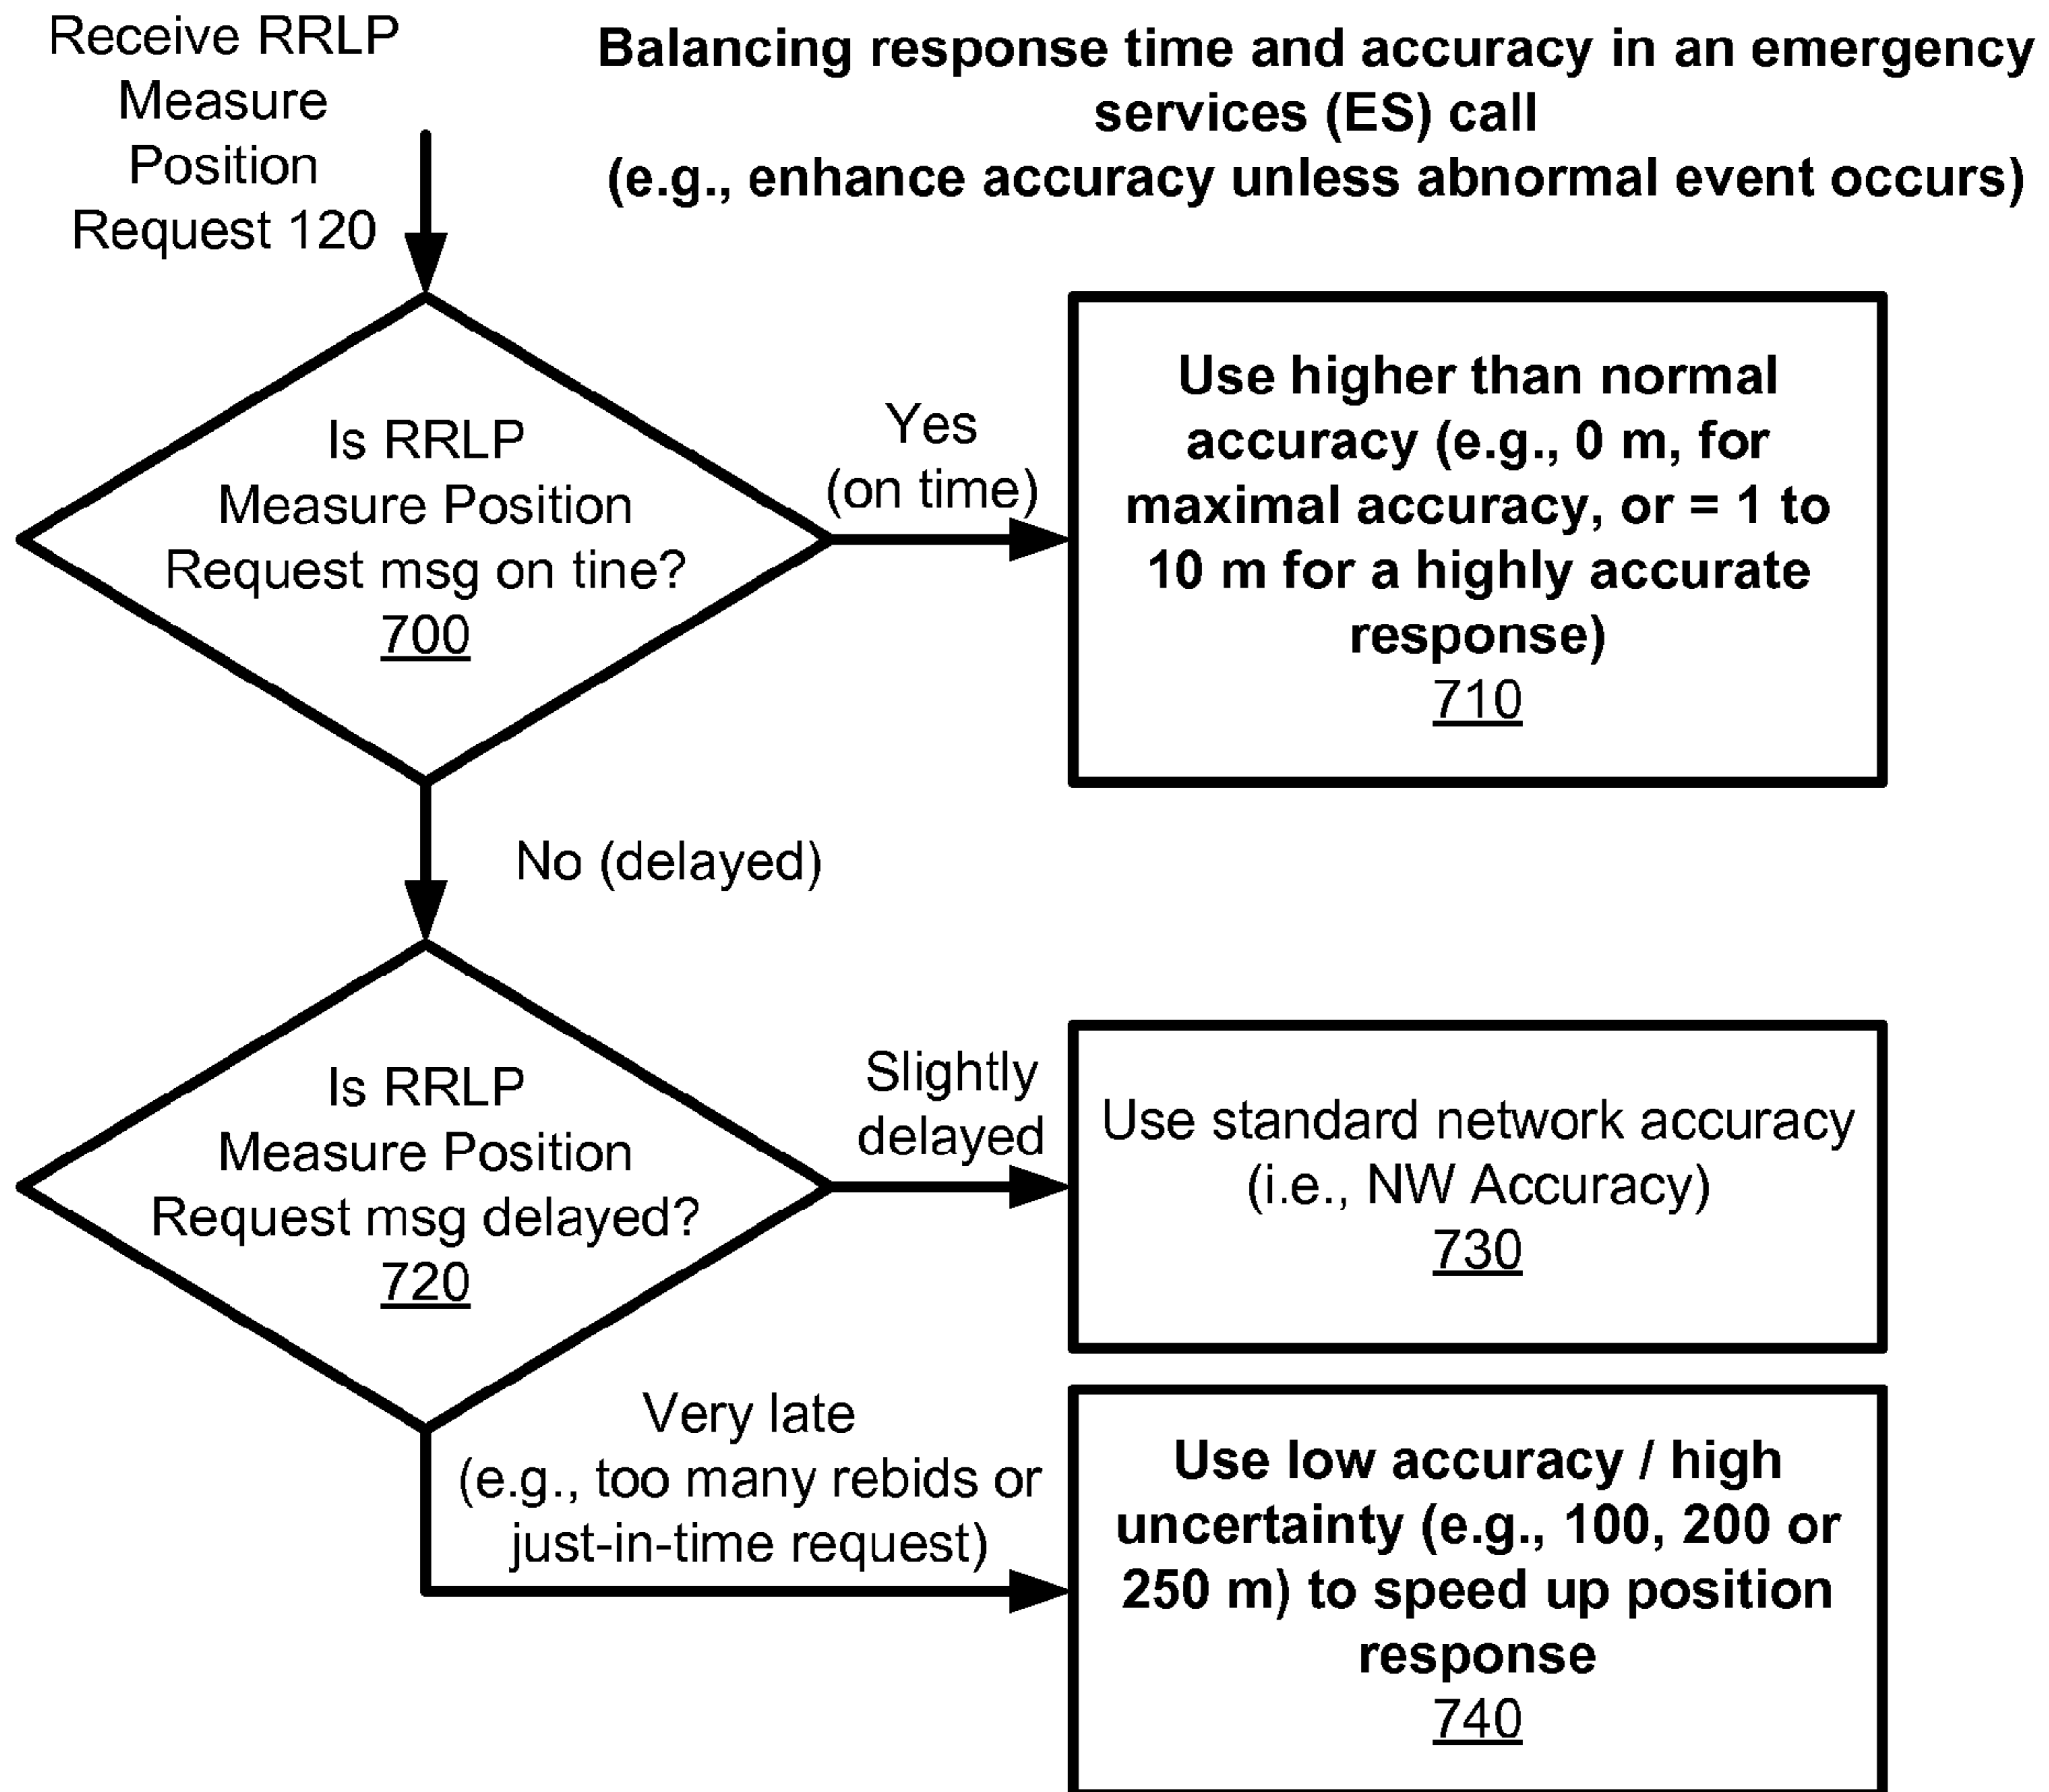 Receive RRLP
Measure
Position
Request 120
Balancing response time and accuracy in an emergency
services (ES) call
(e.g., enhance accuracy unless abnormal event occurs)
Is RRLP
Measure Position
Request msg on tine?
700
Yes
(on time)
Use higher than normal
accuracy (e.g., 0 m, for
maximal accuracy, or = 1 to
10 m for a highly accurate
response)
710
No (delayed)
Is RRLP
Measure Position
Request msg delayed?
720
Slightly
delayed
Use standard network accuracy
(i.e., NW Accuracy)
730
Very late
(e.g., too many rebids or
just-in-time request)
Use low accuracy / high
uncertainty (e.g., 100, 200 or
250 m) to speed up position
response
740